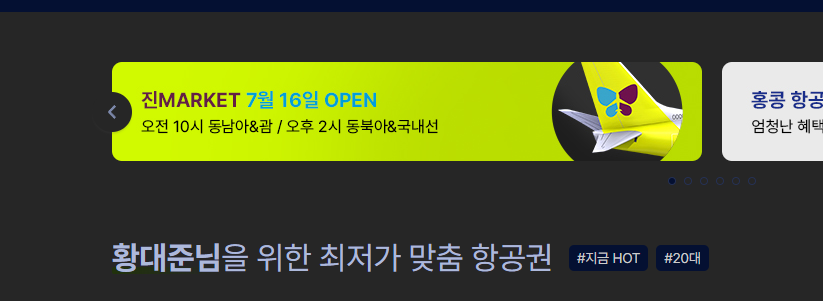 진MARKET 7월 16일 OPEN
오전 10시 동남아&괌 / 오후 2시 동북아&국내선
홍콩 항공
엄청난 혜택
황대준님을 위한 최저가 맞춤 항공권
#지금 HOT
#20대